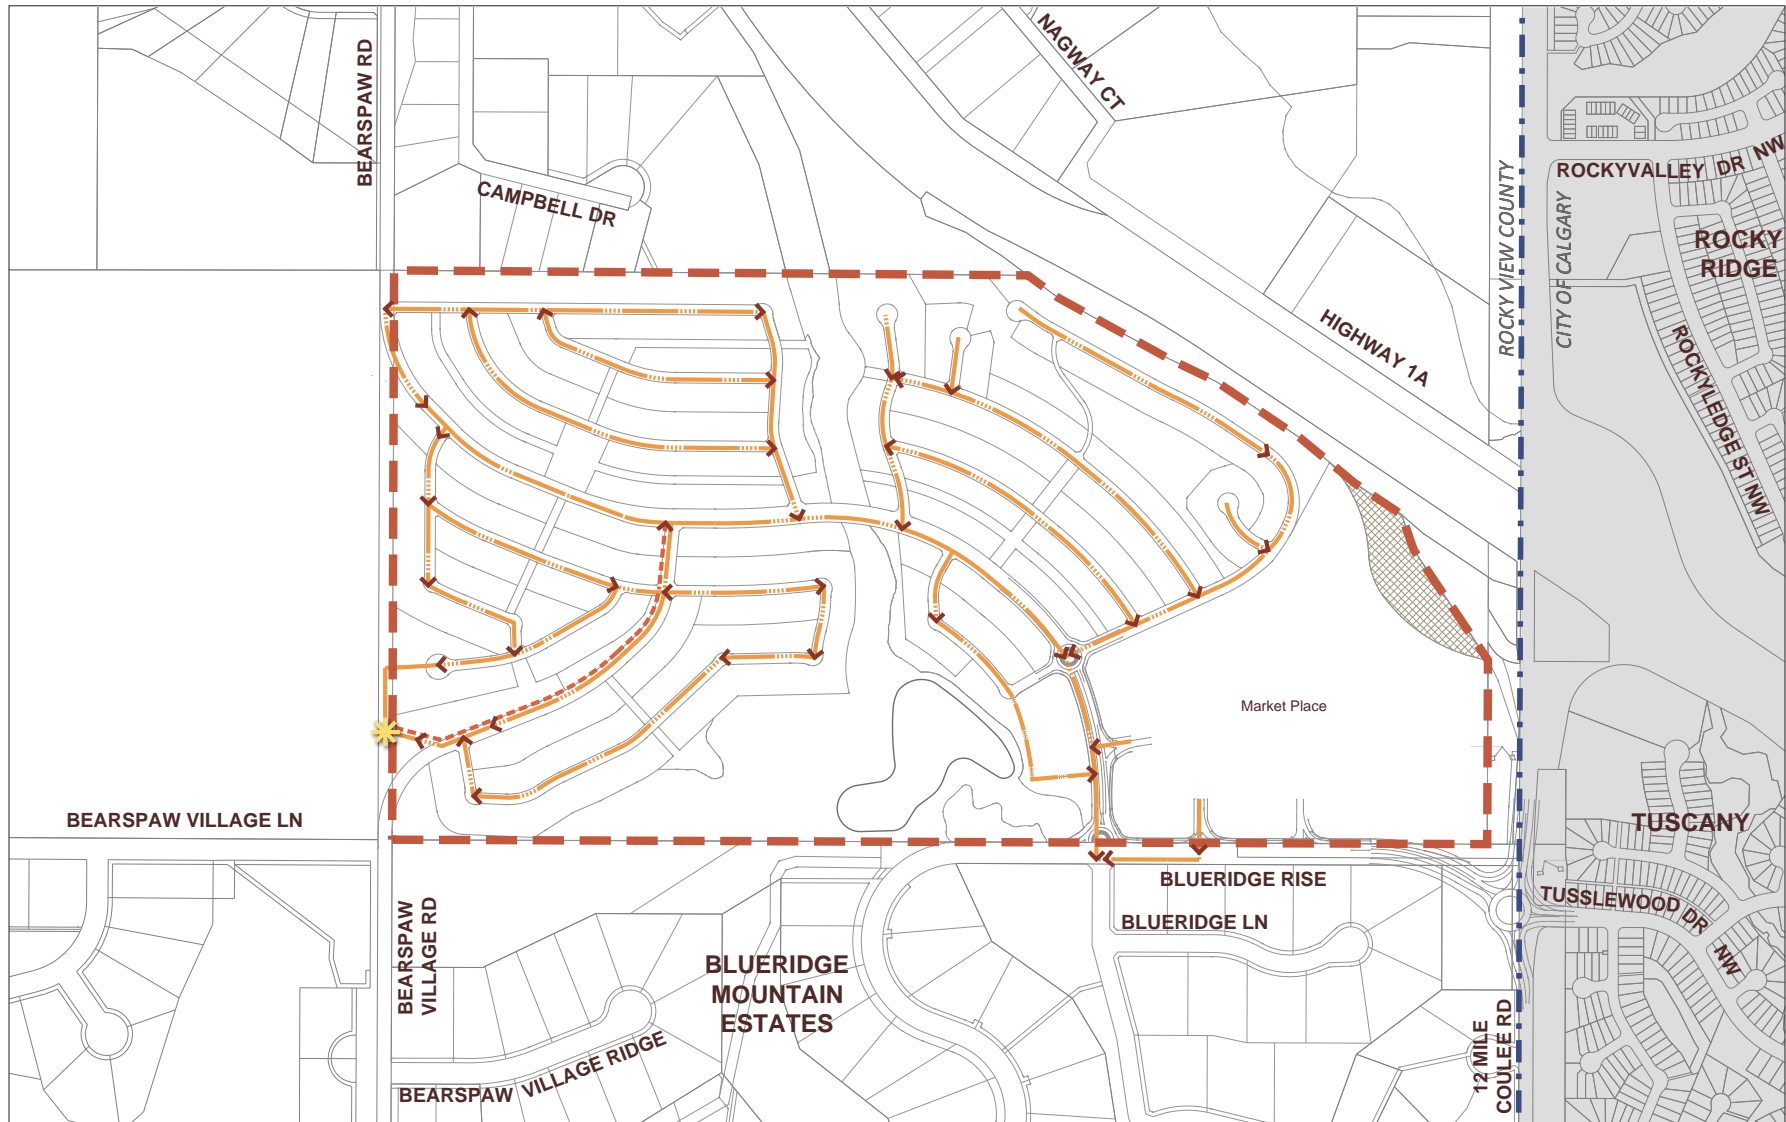 BEARSPAW RD
CAMPBELL DR
NAGWAY CT
ROCKY VIEW COUNTY
CITY OF CALGARY
ROCKYVALLEY DR NW
ROCKY
RIDGE
HIGHWAY 1A
ROCKYLEDGE ST NW
Market Place
BEARSPAW VILLAGE LN
TUSCANY
BLUERIDGE RISE
TUSSLEWOOD DR NW
BLUERIDGE LN
BEARSPAW
VILLAGE RD
BLUERIDGE
MOUNTAIN
ESTATES
BEARSPAW VILLAGE RIDGE
12 MILE
COULEE RD